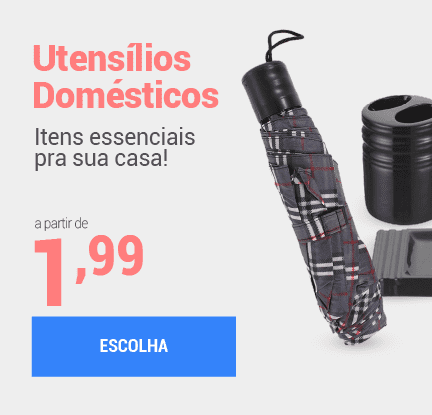 Utensílios
Domésticos
Itens essenciais
pra sua casa!
a partir de
1,99
ESCOLHA